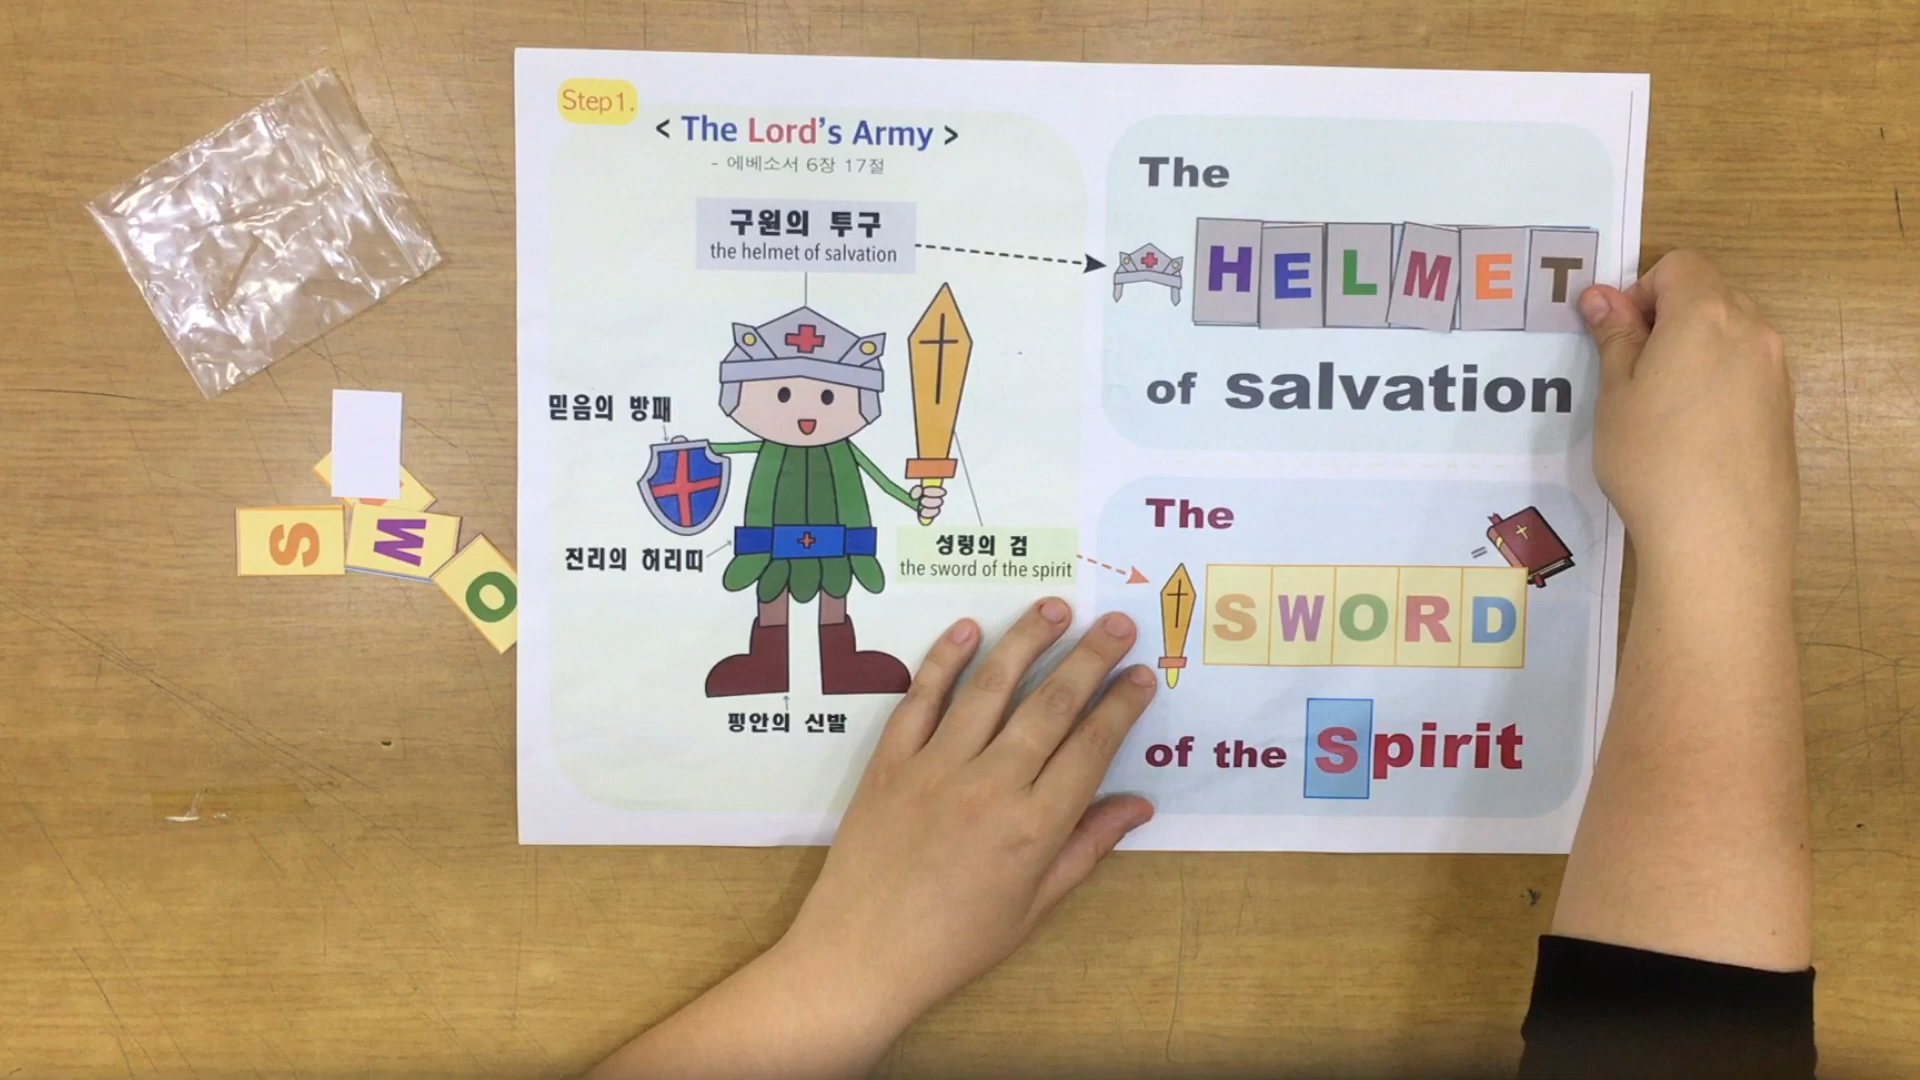 Step1.
< The Lord's Army >
- 에베소서 6장 17절
구원의 투구
the helmet of salvation
믿음의 방패
진리의 허리띠
성령의 검
the sword of the spirit
평안의 신발
The
HELMET
of salvation
The
=
SWORD
of the Spirit
S
W
O